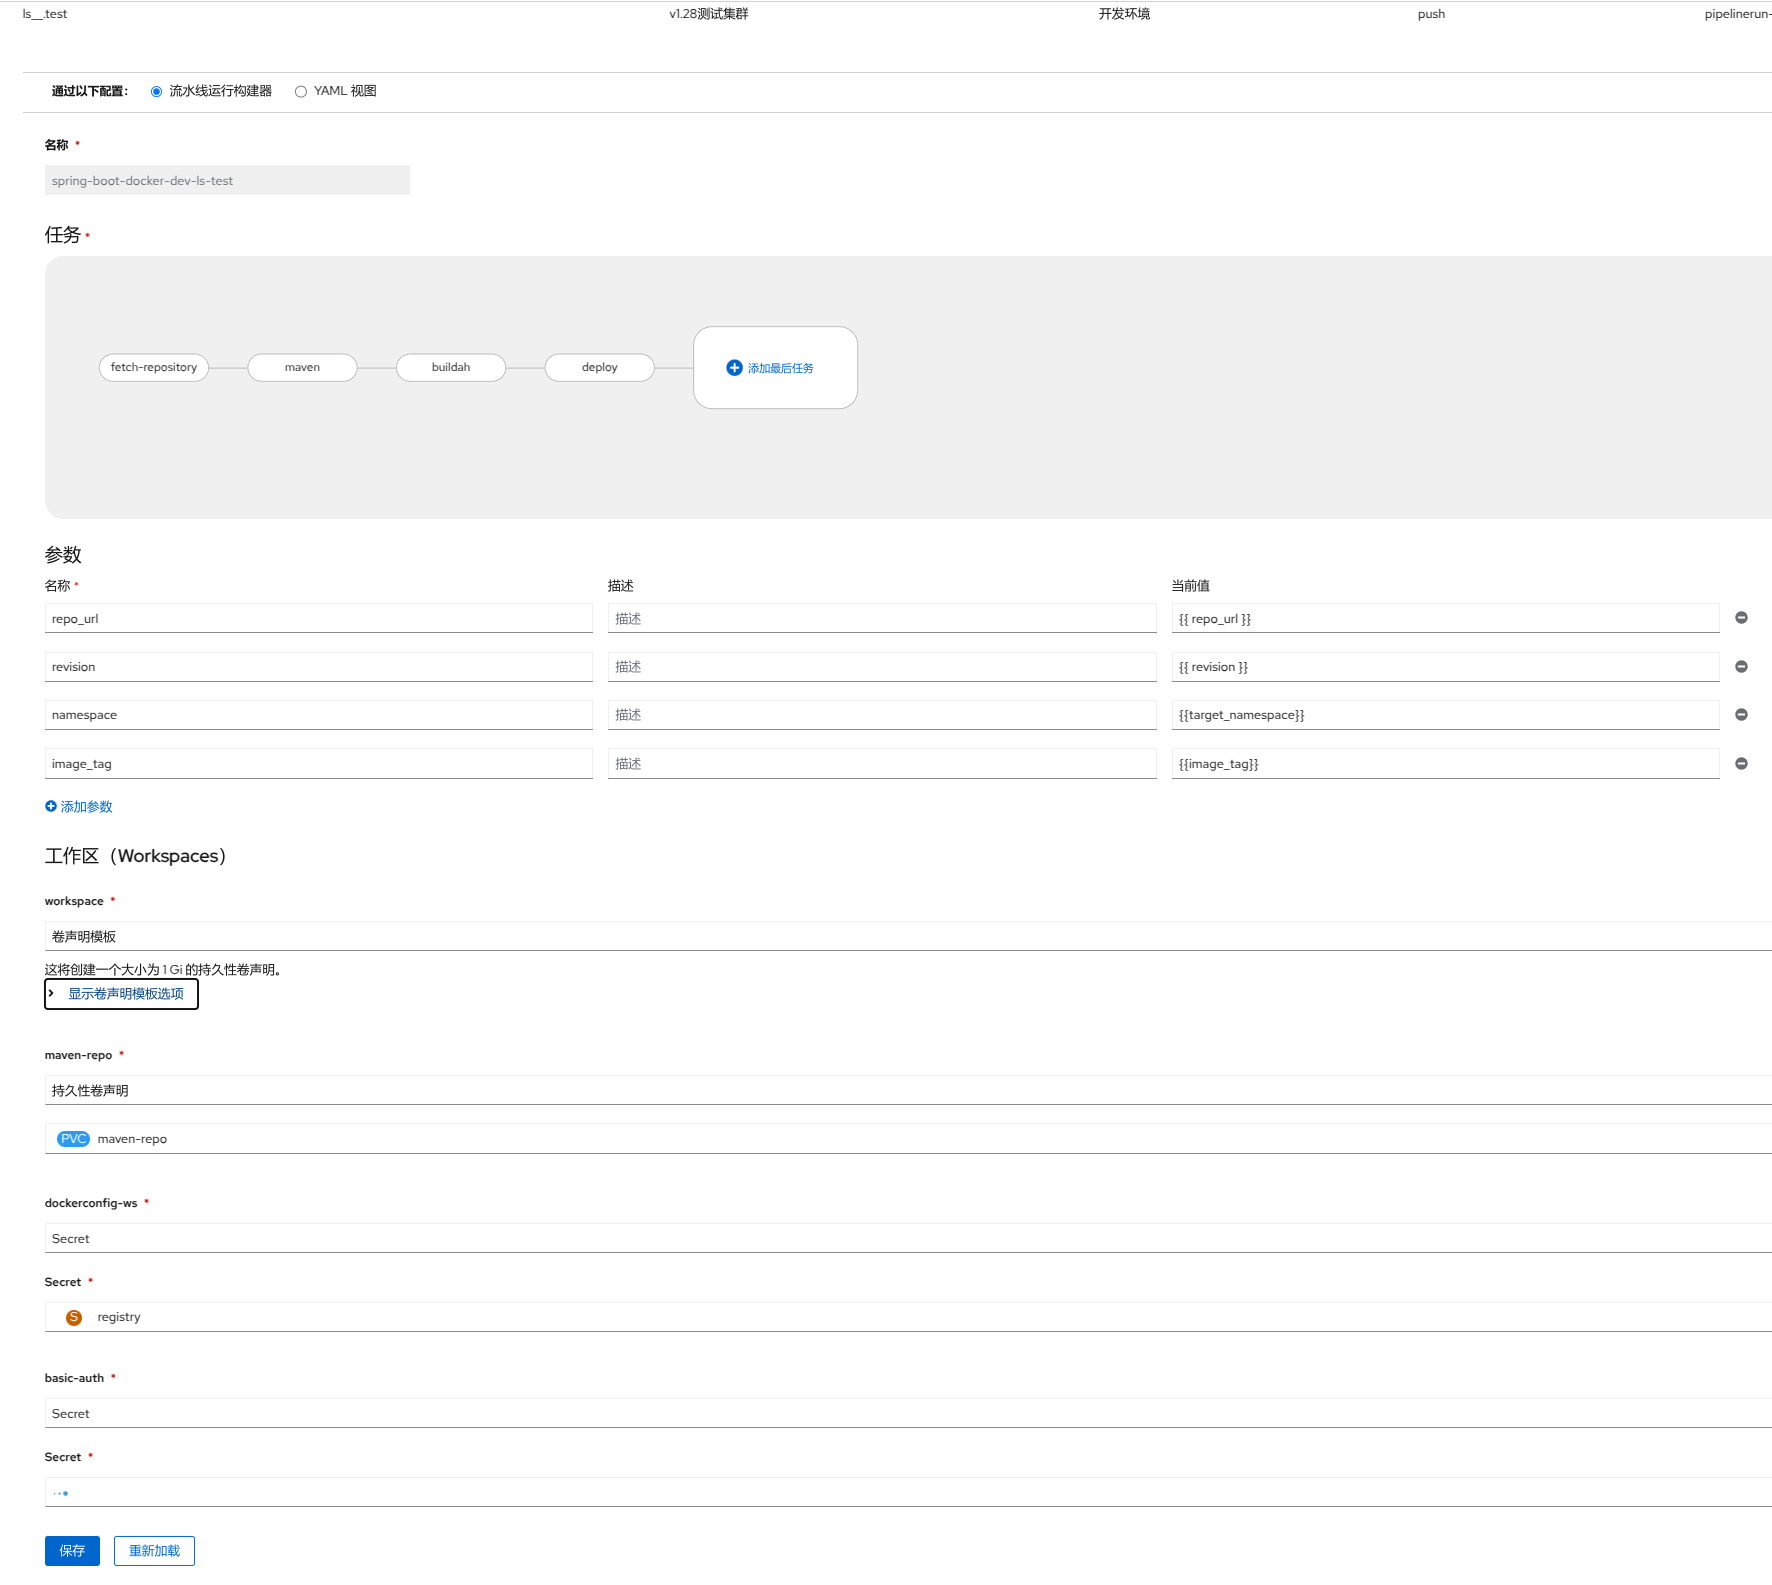 ls__.test v1.28测试集群 开发环境 push pipelinerun-
通过以下配置： 流水线运行构建器 YAML 视图
名称 *
spring-boot-docker-dev-ls-test
任务 *
fetch-repository maven buildah deploy 添加最后任务
参数
名称 * 描述 当前值
repo_url 描述 {{ repo_url }}
revision 描述 {{ revision }}
namespace 描述 {{target_namespace}}
image_tag 描述 {{image_tag}}
添加参数
工作区（Workspaces）
workspace *
卷声明模板
这将创建一个大小为 1 Gi 的持久性卷声明。
显示卷声明模板选项
maven-repo *
持久性卷声明
PVC maven-repo
dockerconfig-ws *
Secret
Secret *
S registry
basic-auth *
Secret
Secret *
保存 重新加载